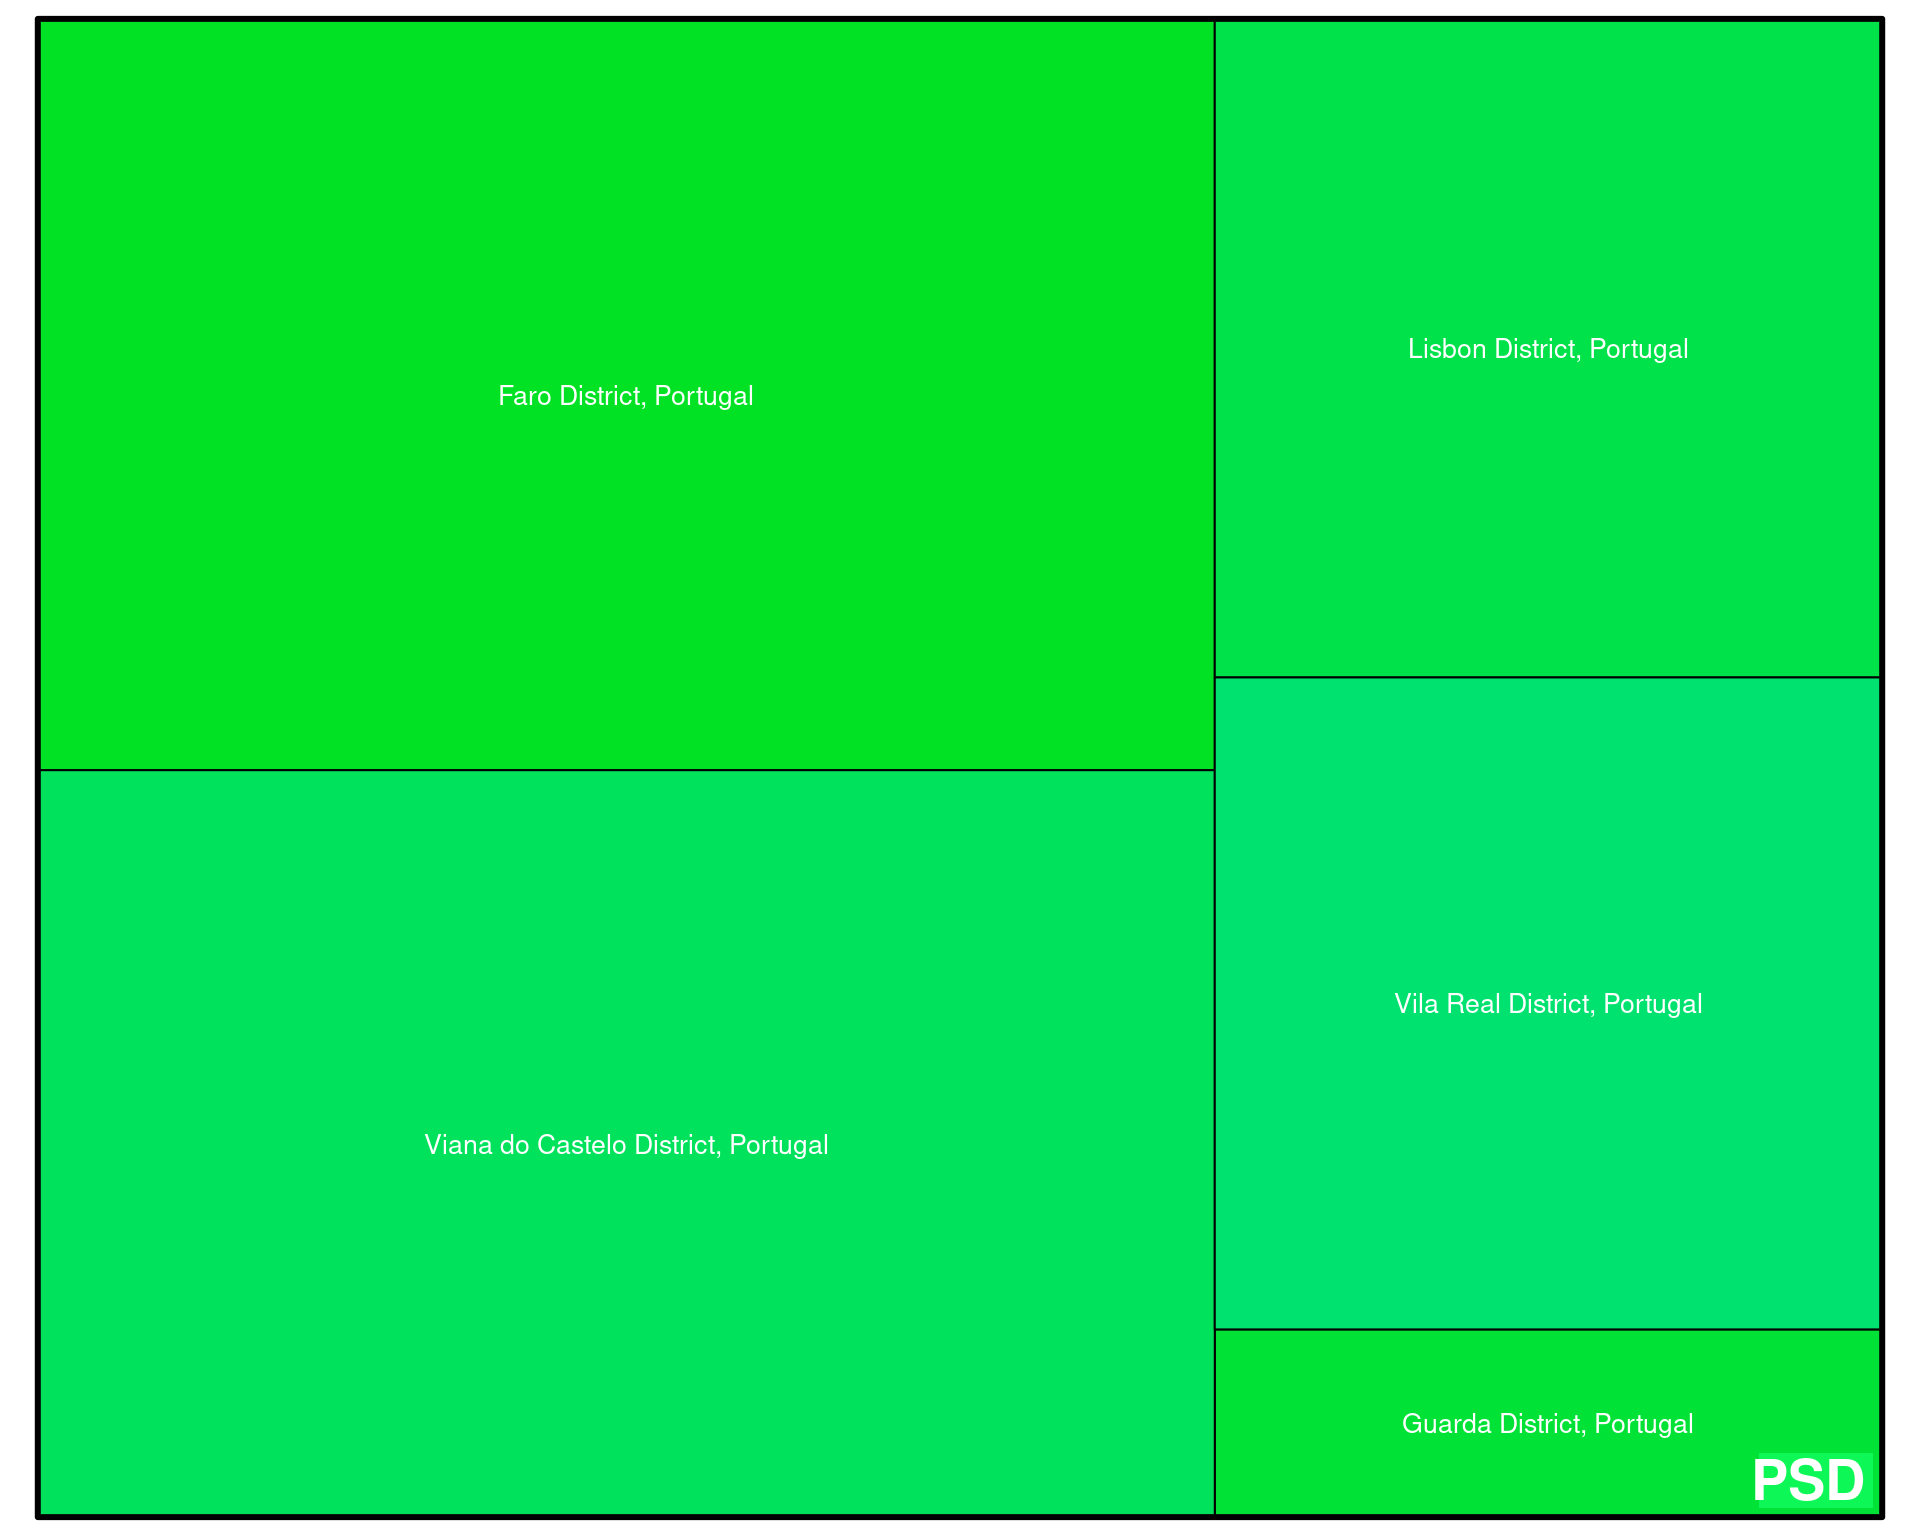 Faro District, Portugal
Lisbon District, Portugal
Viana do Castelo District, Portugal
Vila Real District, Portugal
Guarda District, Portugal
PSD